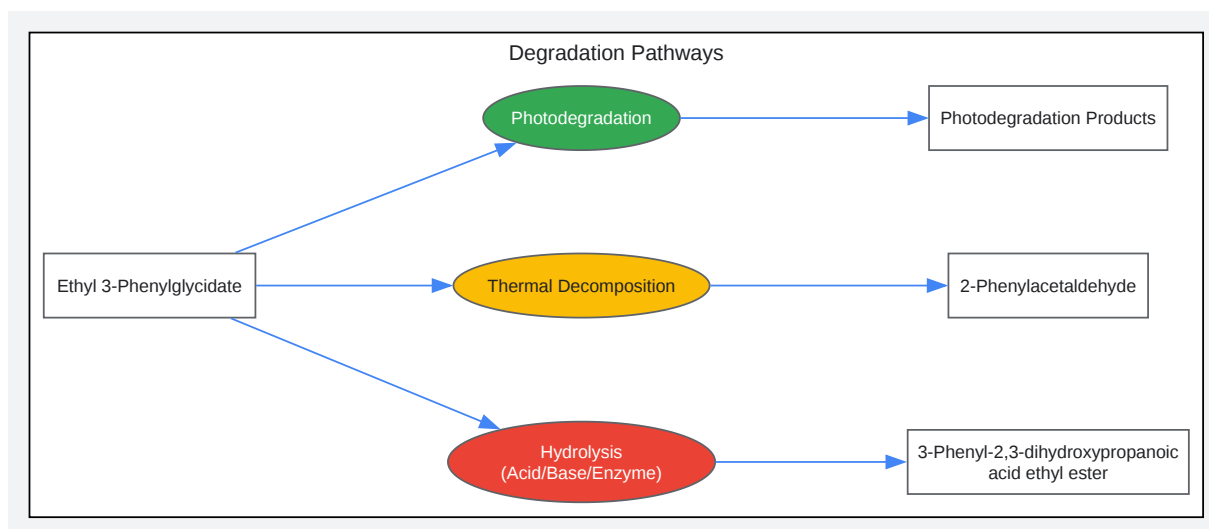 Degradation Pathways
Photodegradation
Photodegradation Products
Ethyl 3-Phenylglycidate
Thermal Decomposition
2-Phenylacetaldehyde
Hydrolysis
(Acid/Base/Enzyme)
3-Phenyl-2,3-dihydroxypropanoic
acid ethyl ester